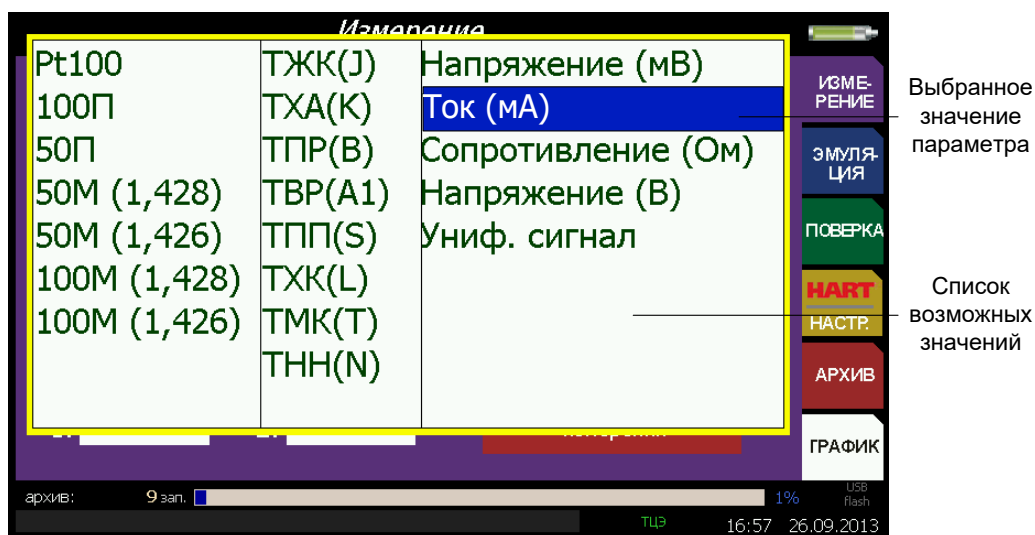 Измерение
Pt100
100П
50П
50М (1,428)
50М (1,426)
100М (1,428)
100М (1,426)
ТЖК(J)
ТХА(K)
ТПР(B)
ТВР(А1)
ТПП(S)
ТХК(L)
ТМК(T)
ТНН(N)
Напряжение (мВ)
Ток (мА)
Сопротивление (Ом)
Напряжение (В)
Униф. сигнал
ИЗМЕ-
РЕНИЕ
ЭМУЛЯ-
ЦИЯ
ПОВЕРКА
HART
НАСТР.
АРХИВ
ГРАФИК
Выбранное
значение
параметра
Список
возможных
значений
архив:
9 зап.
1%
USB
flash
ТЦЭ
16:57 26.09.2013